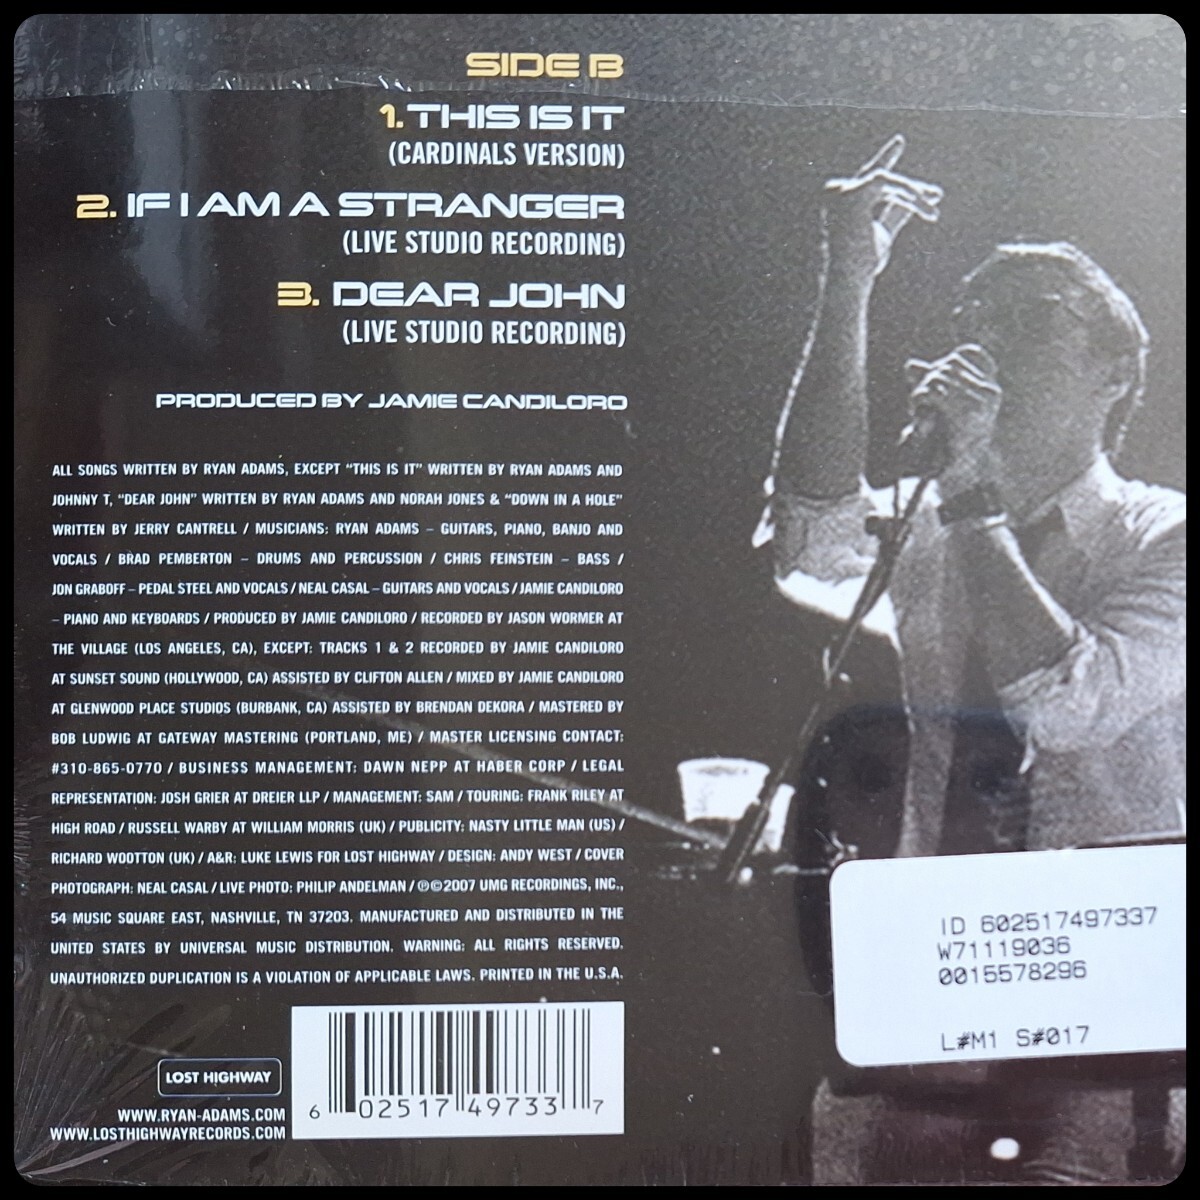 SIDE B
1. THIS IS IT
(CARDINALS VERSION)
2. IF I AM A STRANGER
(LIVE STUDIO RECORDING)
3. DEAR JOHN
(LIVE STUDIO RECORDING)
PRODUCED BY JAMIE CANDILORO
ALL SONGS WRITTEN BY RYAN ADAMS, EXCEPT “THIS IS IT” WRITTEN BY RYAN ADAMS AND
JOHNNY T, “DEAR JOHN” WRITTEN BY RYAN ADAMS AND NORAH JONES & “DOWN IN A HOLE”
WRITTEN BY JERRY CANTRELL / MUSICIANS: RYAN ADAMS – GUITARS, PIANO, BANJO AND
VOCALS / BRAD PEMBERTON – DRUMS AND PERCUSSION / CHRIS FEINSTEIN – BASS /
JON GRABOFF – PEDAL STEEL AND VOCALS / NEAL CASAL – GUITARS AND VOCALS / JAMIE CANDILORO
– PIANO AND KEYBOARDS / PRODUCED BY JAMIE CANDILORO / RECORDED BY JASON WORMER AT
THE VILLAGE (LOS ANGELES, CA), EXCEPT: TRACKS 1 & 2 RECORDED BY JAMIE CANDILORO
AT SUNSET SOUND (HOLLYWOOD, CA) ASSISTED BY CLIFTON ALLEN / MIXED BY JAMIE CANDILORO
AT GLENWOOD PLACE STUDIOS (BURBANK, CA) ASSISTED BY BRENDAN DEKORA / MASTERED BY
BOB LUDWIG AT GATEWAY MASTERING (PORTLAND, ME) / MASTER LICENSING CONTACT:
#310-865-0770 / BUSINESS MANAGEMENT: DAWN NEPP AT HABER CORP / LEGAL
REPRESENTATION: JOSH GRIER AT DREIER LLP / MANAGEMENT: SAM / TOURING: FRANK RILEY AT
HIGH ROAD / RUSSELL WARBY AT WILLIAM MORRIS (UK) / PUBLICITY: NASTY LITTLE MAN (US) /
RICHARD WOOTTON (UK) / A&R: LUKE LEWIS FOR LOST HIGHWAY / DESIGN: ANDY WEST / COVER
PHOTOGRAPH: NEAL CASAL / LIVE PHOTO: PHILIP ANDELMAN / ℗©2007 UMG RECORDINGS, INC.,
54 MUSIC SQUARE EAST, NASHVILLE, TN 37203. MANUFACTURED AND DISTRIBUTED IN THE
UNITED STATES BY UNIVERSAL MUSIC DISTRIBUTION. WARNING: ALL RIGHTS RESERVED.
UNAUTHORIZED DUPLICATION IS A VIOLATION OF APPLICABLE LAWS. PRINTED IN THE U.S.A.
LOST HIGHWAY
WWW.RYAN-ADAMS.COM
WWW.LOSTHIGHWAYRECORDS.COM
6 02517 49733 7
ID 602517497337
W71119036
0015578296
L#M1 S#017